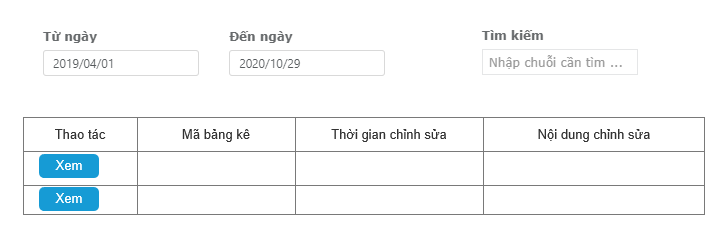 Từ ngày Đến ngày Tìm kiếm
2019/04/01 2020/10/29 Nhập chuỗi cần tìm ...
Thao tác Mã bảng kê Thời gian chỉnh sửa Nội dung chỉnh sửa
Xem
Xem